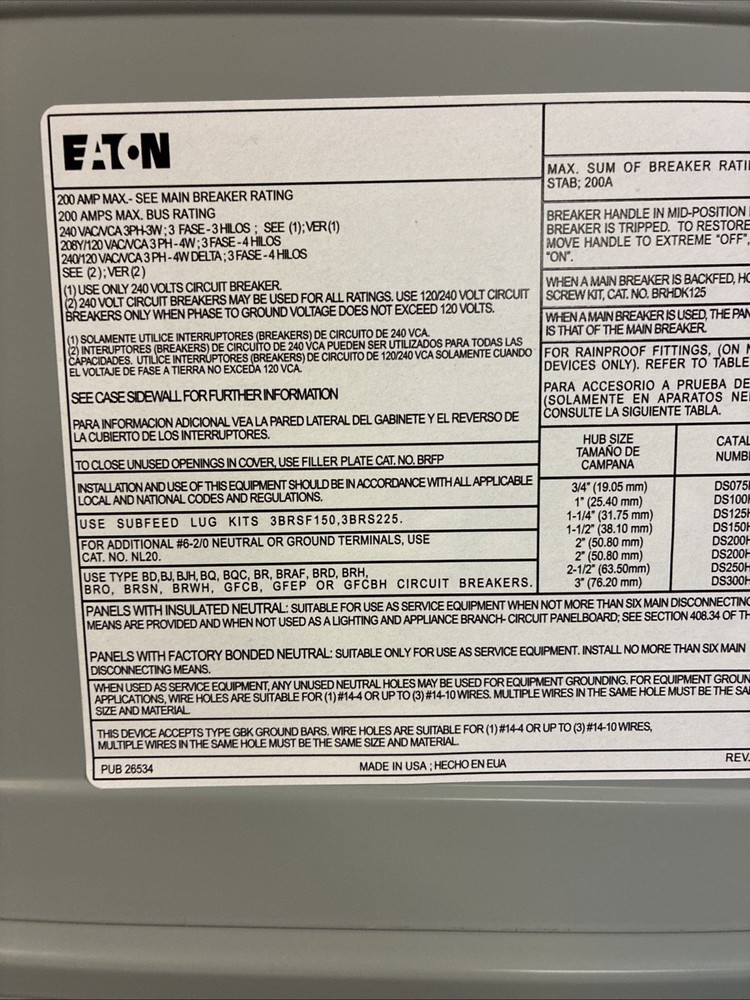 EATON
200 AMP MAX.- SEE MAIN BREAKER RATING
200 AMPS MAX. BUS RATING
240 VAC/VCA 3PH-3W; 3 FASE - 3 HILOS ; SEE (1); VER (1)
208Y/120 VAC/VCA 3 PH - 4W; 3 FASE - 4 HILOS
240/120 VAC/VCA 3 PH - 4W DELTA; 3 FASE - 4 HILOS
SEE (2); VER (2)
(1) USE ONLY 240 VOLTS CIRCUIT BREAKER.
(2) 240 VOLT CIRCUIT BREAKERS MAY BE USED FOR ALL RATINGS. USE 120/240 VOLT CIRCUIT
BREAKERS ONLY WHEN PHASE TO GROUND VOLTAGE DOES NOT EXCEED 120 VOLTS.
(1) SOLAMENTE UTILICE INTERRUPTORES (BREAKERS) DE CIRCUITO DE 240 VCA.
(2) INTERUPTORES (BREAKERS) DE CIRCUITO DE 240 VCA PUEDEN SER UTILIZADOS PARA TODAS LAS
CAPACIDADES. UTILICE INTERRUPTORES (BREAKERS) DE CIRCUITO DE 120/240 VCA SOLAMENTE CUANDO
EL VOLTAJE DE FASE A TIERRA NO EXCEDA 120 VCA.
SEE CASE SIDEWALL FOR FURTHER INFORMATION
PARA INFORMACION ADICIONAL VEA LA PARED LATERAL DEL GABINETE Y EL REVERSO DE
LA CUBIERTO DE LOS INTERRUPTORES.
TO CLOSE UNUSED OPENINGS IN COVER, USE FILLER PLATE CAT. NO. BRFP
INSTALLATION AND USE OF THIS EQUIPMENT SHOULD BE IN ACCORDANCE WITH ALL APPLICABLE
LOCAL AND NATIONAL CODES AND REGULATIONS.
USE SUBFEED LUG KITS 3BRSF150,3BRS225.
FOR ADDITIONAL #6-2/0 NEUTRAL OR GROUND TERMINALS, USE
CAT. NO. NL20.
USE TYPE BD,BJ, BJH, BQ, BQC, BR, BRAF, BRD, BRH,
BRO, BRSN, BRWH, GFCB, GFEP OR GFCBH CIRCUIT BREAKERS.
MAX. SUM OF BREAKER RATI
STAB; 200A
BREAKER HANDLE IN MID-POSITION
BREAKER IS TRIPPED. TO RESTORE
MOVE HANDLE TO EXTREME "OFF",
"ON".
WHEN A MAIN BREAKER IS BACKFED, HO
SCREW KIT, CAT. NO. BRHDK125
WHEN A MAIN BREAKER IS USED, THE PAN
IS THAT OF THE MAIN BREAKER.
FOR RAINPROOF FITTINGS, (ON
DEVICES ONLY). REFER TO TABLE
PARA ACCESORIO A PRUEBA DE
(SOLAMENTE EN APARATOS NE
CONSULTE LA SIGUIENTE TABLA.
HUB SIZE CATAL
TAMAÑO DE NUMB
CAMPANA
3/4" (19.05 mm) DS075
1" (25.40 mm) DS100
1-1/4" (31.75 mm) DS125
1-1/2" (38.10 mm) DS150
2" (50.80 mm) DS200
2" (50.80 mm) DS200
2-1/2" (63.50mm) DS250
3" (76.20 mm) DS300
PANELS WITH INSULATED NEUTRAL: SUITABLE FOR USE AS SERVICE EQUIPMENT WHEN NOT MORE THAN SIX MAIN DISCONNECTING
MEANS ARE PROVIDED AND WHEN NOT USED AS A LIGHTING AND APPLIANCE BRANCH- CIRCUIT PANELBOARD; SEE SECTION 408.34 OF TH
PANELS WITH FACTORY BONDED NEUTRAL: SUITABLE ONLY FOR USE AS SERVICE EQUIPMENT. INSTALL NO MORE THAN SIX MAIN
DISCONNECTING MEANS.
WHEN USED AS SERVICE EQUIPMENT, ANY UNUSED NEUTRAL HOLES MAY BE USED FOR EQUIPMENT GROUNDING. FOR EQUIPMENT GROUN
APPLICATIONS, WIRE HOLES ARE SUITABLE FOR (1) #14-4 OR UP TO (3) #14-10 WIRES. MULTIPLE WIRES IN THE SAME HOLE MUST BE THE SA
SIZE AND MATERIAL
THIS DEVICE ACCEPTS TYPE GBK GROUND BARS. WIRE HOLES ARE SUITABLE FOR (1) #14-4 OR UP TO (3) #14-10 WIRES,
MULTIPLE WIRES IN THE SAME HOLE MUST BE THE SAME SIZE AND MATERIAL.
PUB 26534 MADE IN USA ; HECHO EN EUA REV.